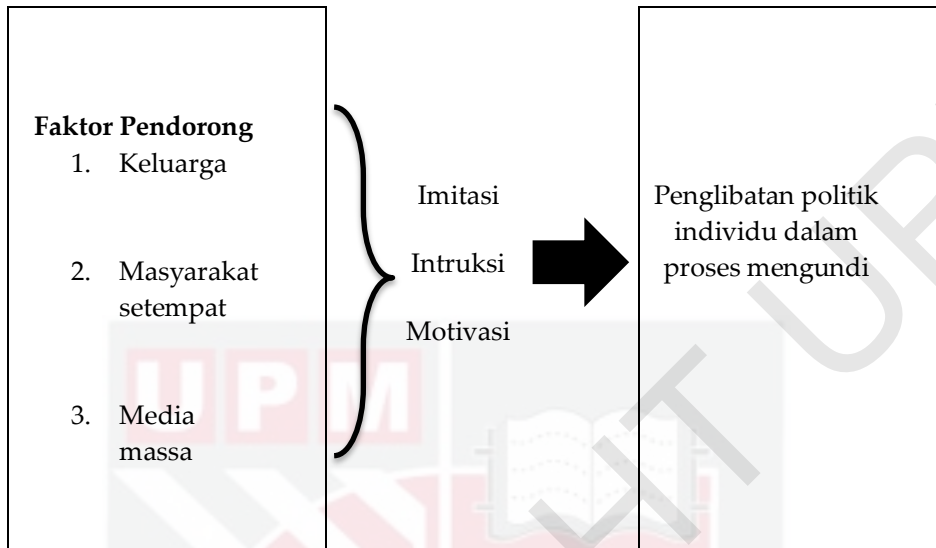 Faktor Pendorong
1. Keluarga
2. Masyarakat
setempat
3. Media
massa
Imitasi
Intruksi
Motivasi
Penglibatan politik
individu dalam
proses mengundi
UPM